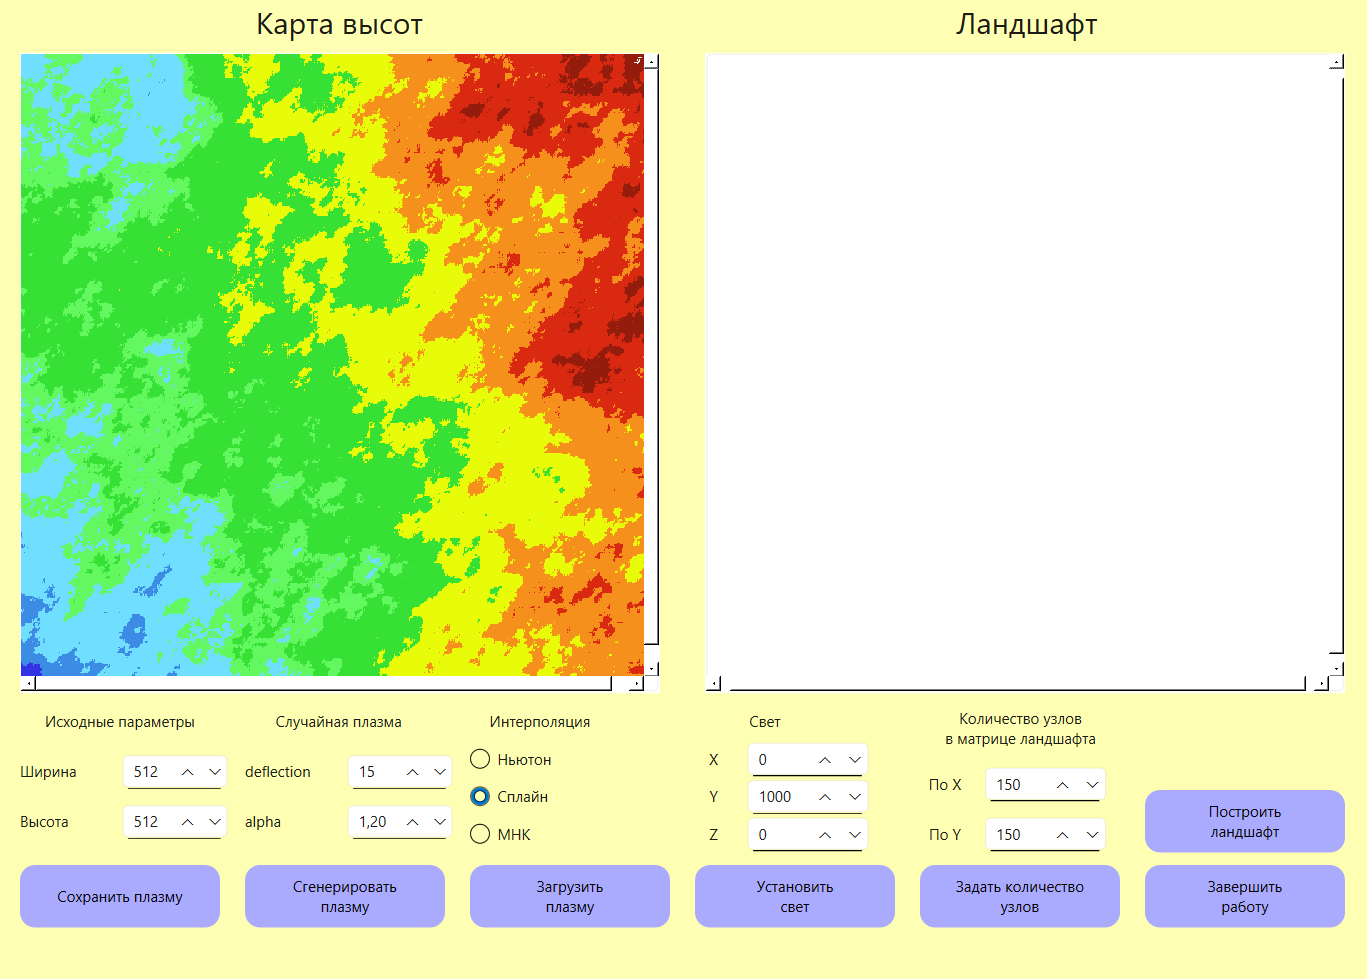 Карта высот
Ландшафт
Исходные параметры
Случайная плазма
Интерполяция
Свет
Количество узлов
в матрице ландшафта
Ширина
512
deflection
15
Ньютон
X
0
По X
150
Сплайн
Y
1000
Высота
512
alpha
1,20
МНК
Z
0
По Y
150
Построить
ландшафт
Сохранить плазму
Сгенерировать
плазму
Загрузить
плазму
Установить
свет
Задать количество
узлов
Завершить
работу